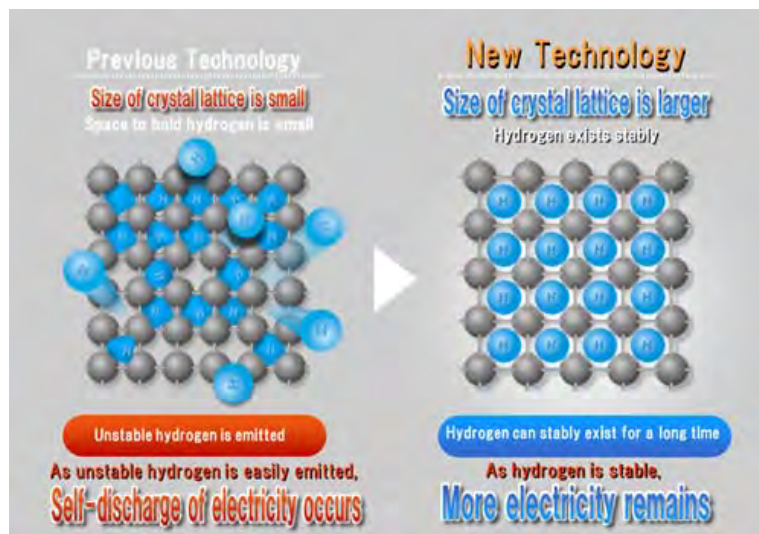 Previous Technology
Size of crystal lattice is small
Space to hold hydrogen is small
Unstable hydrogen is emitted
As unstable hydrogen is easily emitted,
Self-discharge of electricity occurs
New Technology
Size of crystal lattice is larger
Hydrogen exists stably
H H H H
H H H H
H H H H
H H H H
Hydrogen can stably exist for a long time
As hydrogen is stable,
More electricity remains